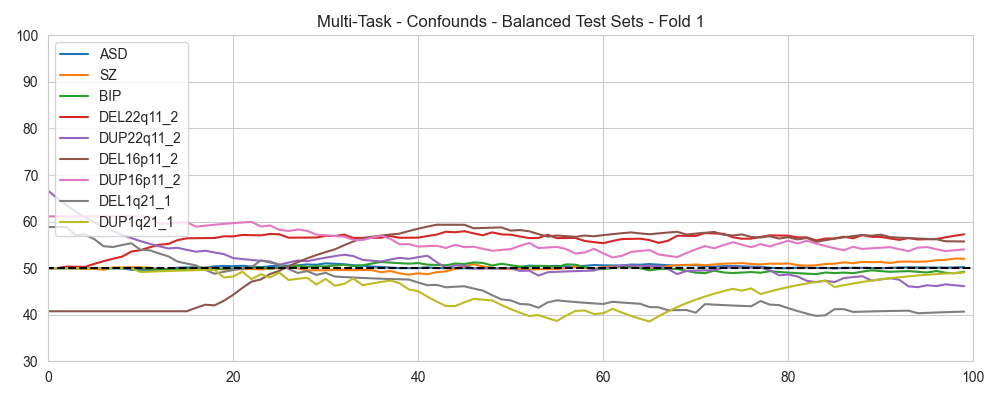 Multi-Task - Confounds - Balanced Test Sets - Fold 1
100
90
80
70
60
50
40
30
ASD
SZ
BIP
DEL22q11_2
DUP22q11_2
DEL16p11_2
DUP16p11_2
DEL1q21_1
DUP1q21_1
0 20 40 60 80 100